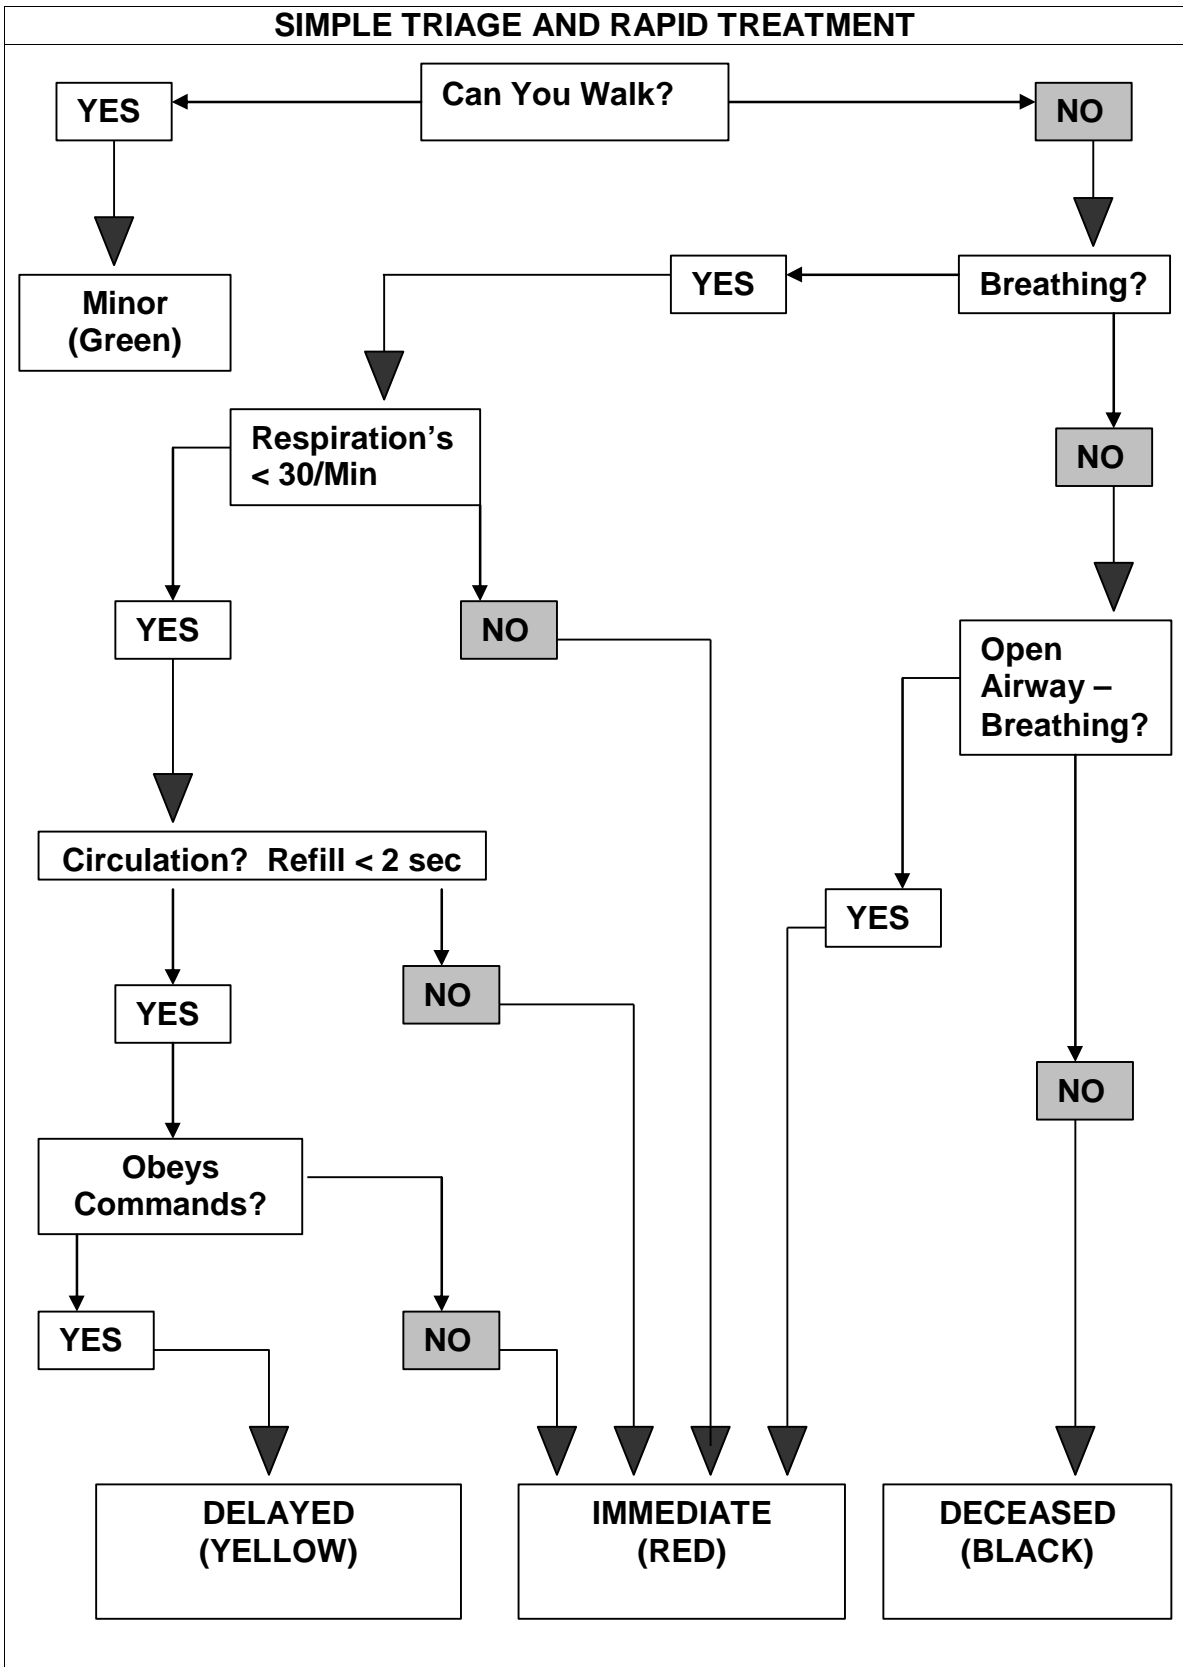 SIMPLE TRIAGE AND RAPID TREATMENT
Can You Walk?
YES
NO
Minor
(Green)
YES
Breathing?
Respiration’s
< 30/Min
NO
YES
NO
Open
Airway –
Breathing?
Circulation? Refill < 2 sec
YES
NO
YES
NO
Obeys
Commands?
YES
NO
DELAYED
(YELLOW)
IMMEDIATE
(RED)
DECEASED
(BLACK)